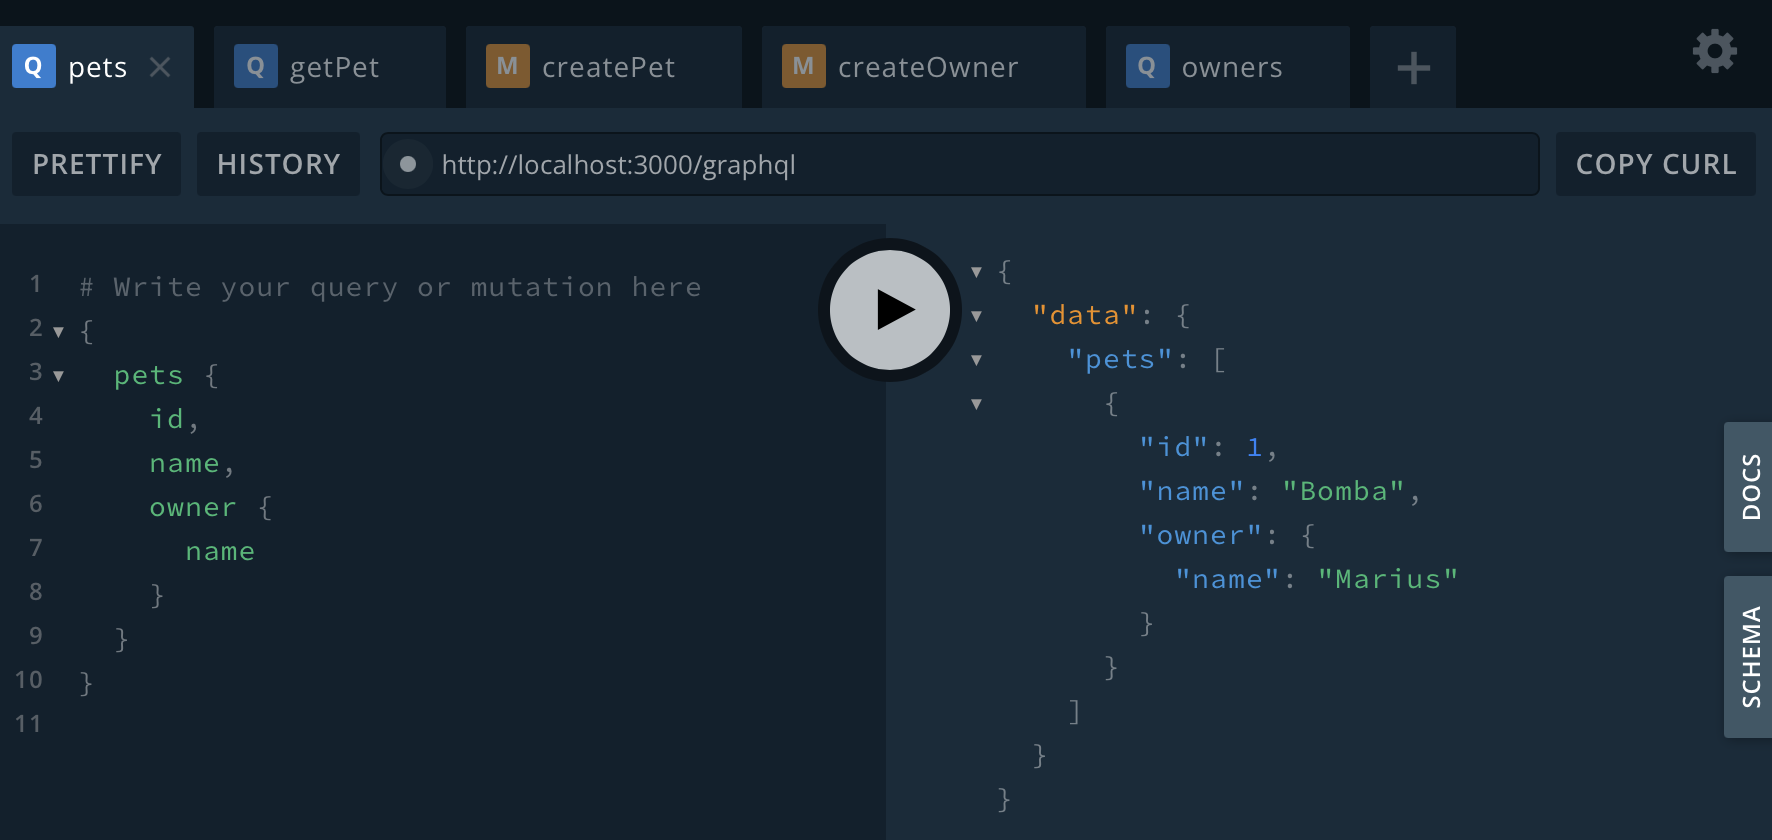 Q pets × Q getPet M createPet M createOwner Q owners +
PRETTIFY HISTORY http://localhost:3000/graphql COPY CURL
1 # Write your query or mutation here
2 {
3 pets {
4 id,
5 name,
6 owner {
7 name
8 }
9 }
10 }
11
{
"data": {
"pets": [
{
"id": 1,
"name": "Bomba",
"owner": {
"name": "Marius"
}
}
]
}
}
DOCS
SCHEMA